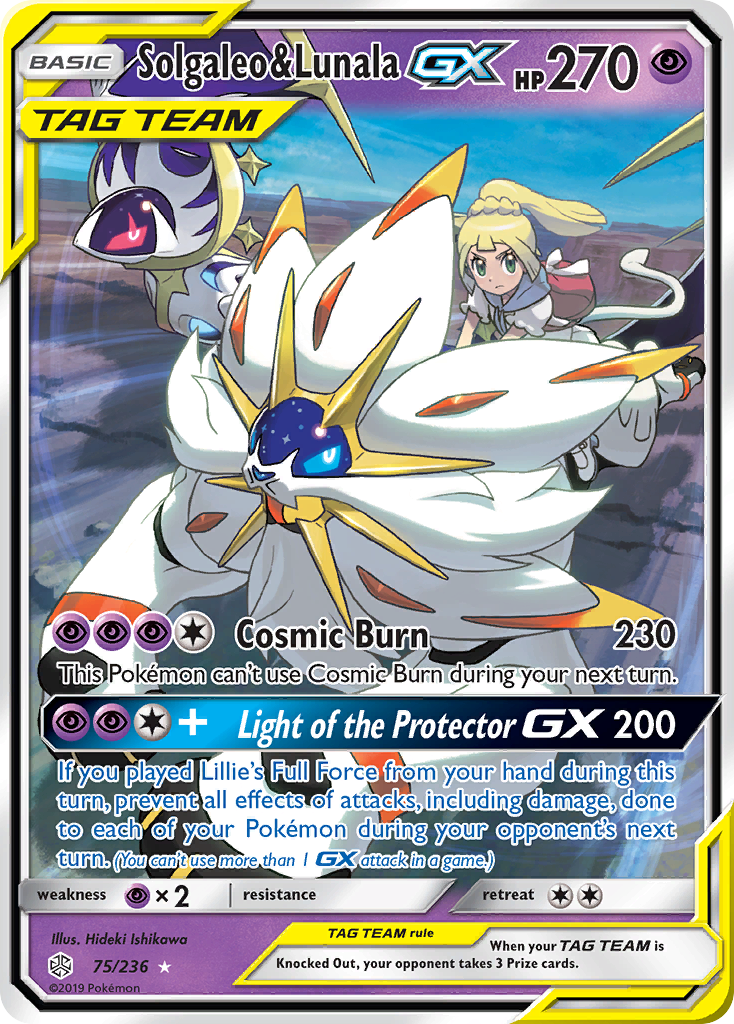 BASIC Solgaleo&Lunala GX HP 270
TAG TEAM
Cosmic Burn 230
This Pokémon can't use Cosmic Burn during your next turn.
+ Light of the Protector GX 200
If you played Lillie's Full Force from your hand during this
turn, prevent all effects of attacks, including damage, done
to each of your Pokémon during your opponent's next
turn. (You can't use more than 1 GX attack in a game.)
weakness ×2 resistance retreat
Illus. Hideki Ishikawa
75/236
©2019 Pokémon
TAG TEAM rule
When your TAG TEAM is
Knocked Out, your opponent takes 3 Prize cards.